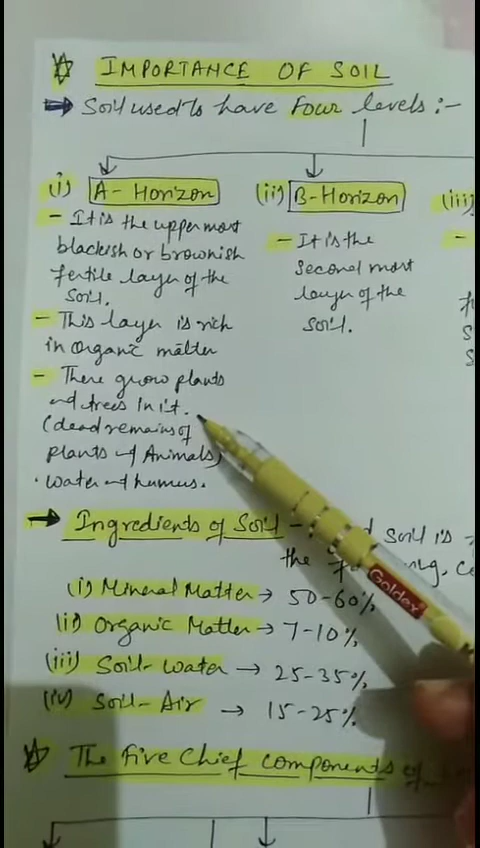 IMPORTANCE OF SOIL
Soil used to have four levels :-
(i) A- Horizon
- It is the upper most
blackish or brownish
fertile layer of the
soil.
- This layer is rich
in organic matter
- There grow plants
and trees in it.
(dead remains of
plants & Animals)
water & humus.
(ii) B-Horizon
- It is the
second most
layer of the
soil.
(iii)
Ingredients of Soil - soil is
the
(i) Mineral Matter → 50-60%
(ii) Organic Matter → 7-10%
(iii) Soil-water → 25-35%
(iv) Soil-Air → 15-25%
Golder
The five chief components of